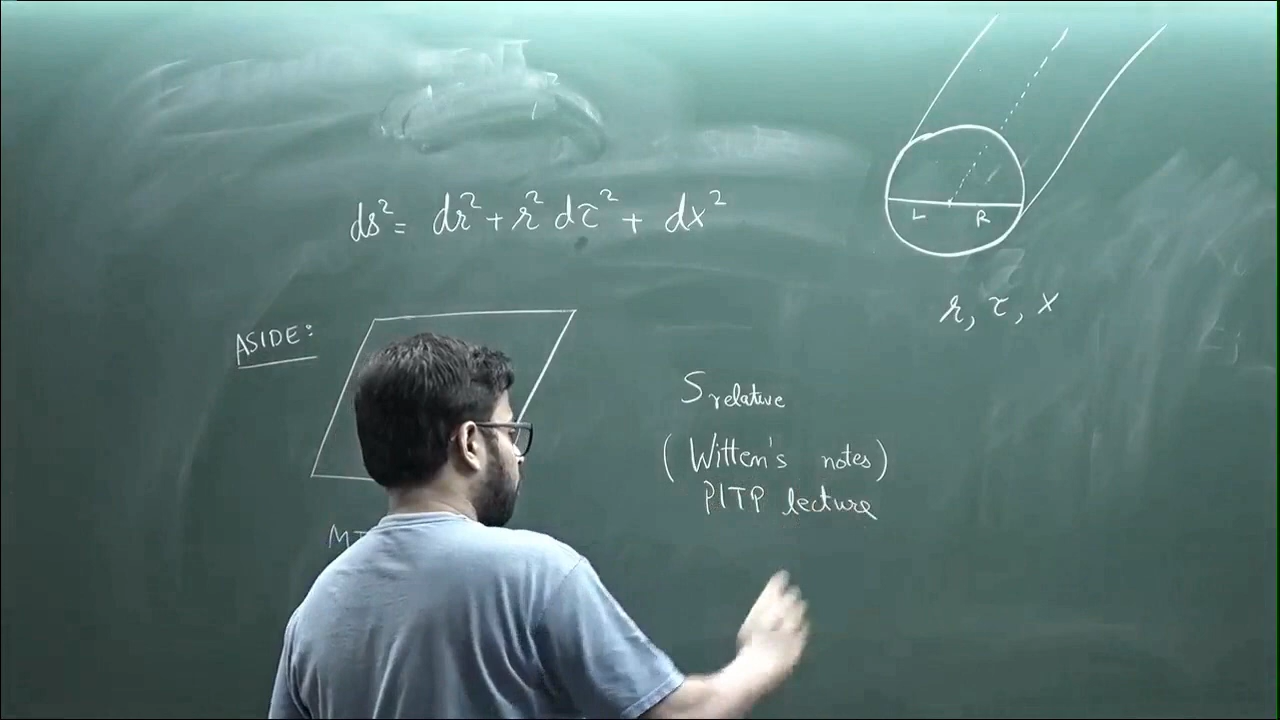 ds² = dr² + r² dτ² + dx²
L R
r, τ, x
ASIDE:
S relative
(Witten's notes)
PITP lecture